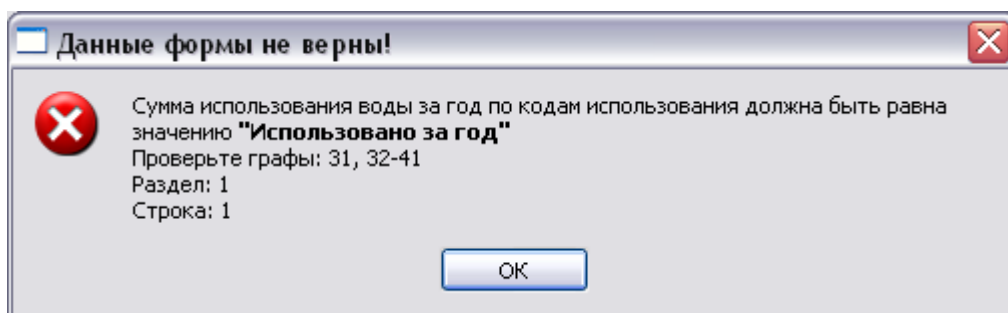 Данные формы не верны!
Сумма использования воды за год по кодам использования должна быть равна
значению "Использовано за год"
Проверьте графы: 31, 32-41
Раздел: 1
Строка: 1
ОК